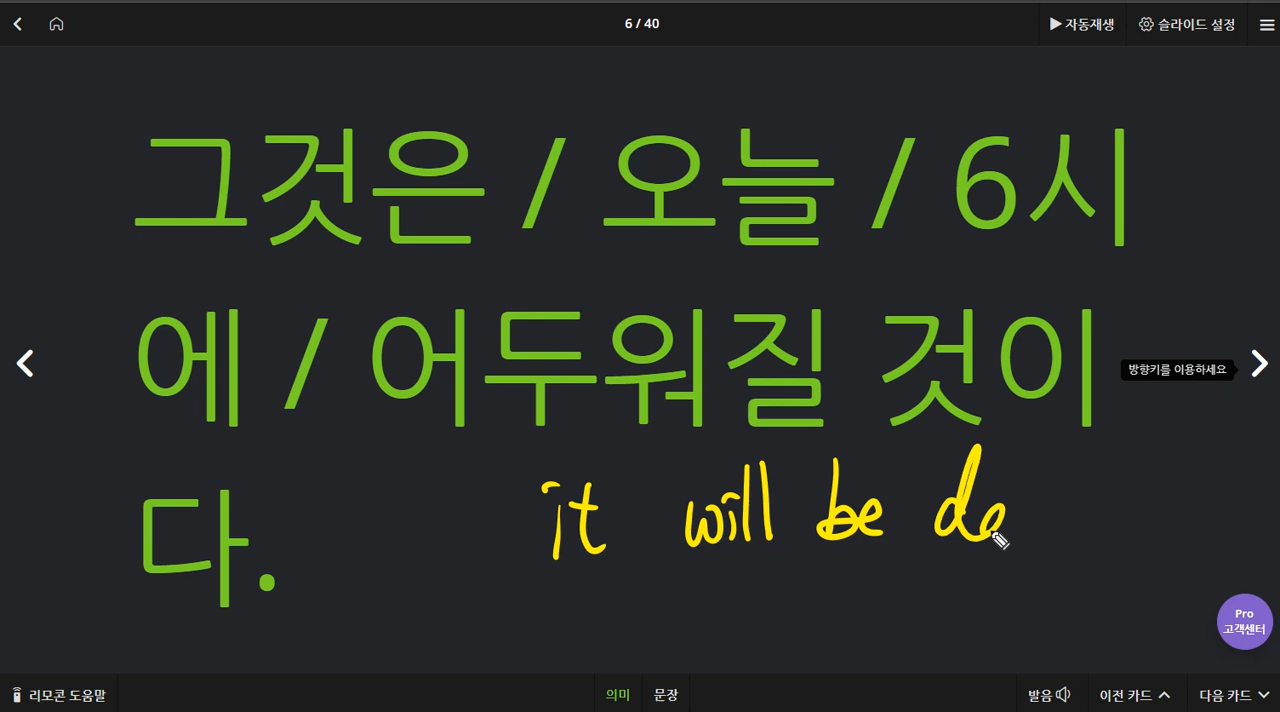 6 / 40
자동재생
슬라이드 설정
그것은 / 오늘 / 6시
에 / 어두워질 것이
다.
방향키를 이용하세요
it will be da
Pro
고객센터
리모콘 도움말
의미
문장
발음
이전 카드
다음 카드